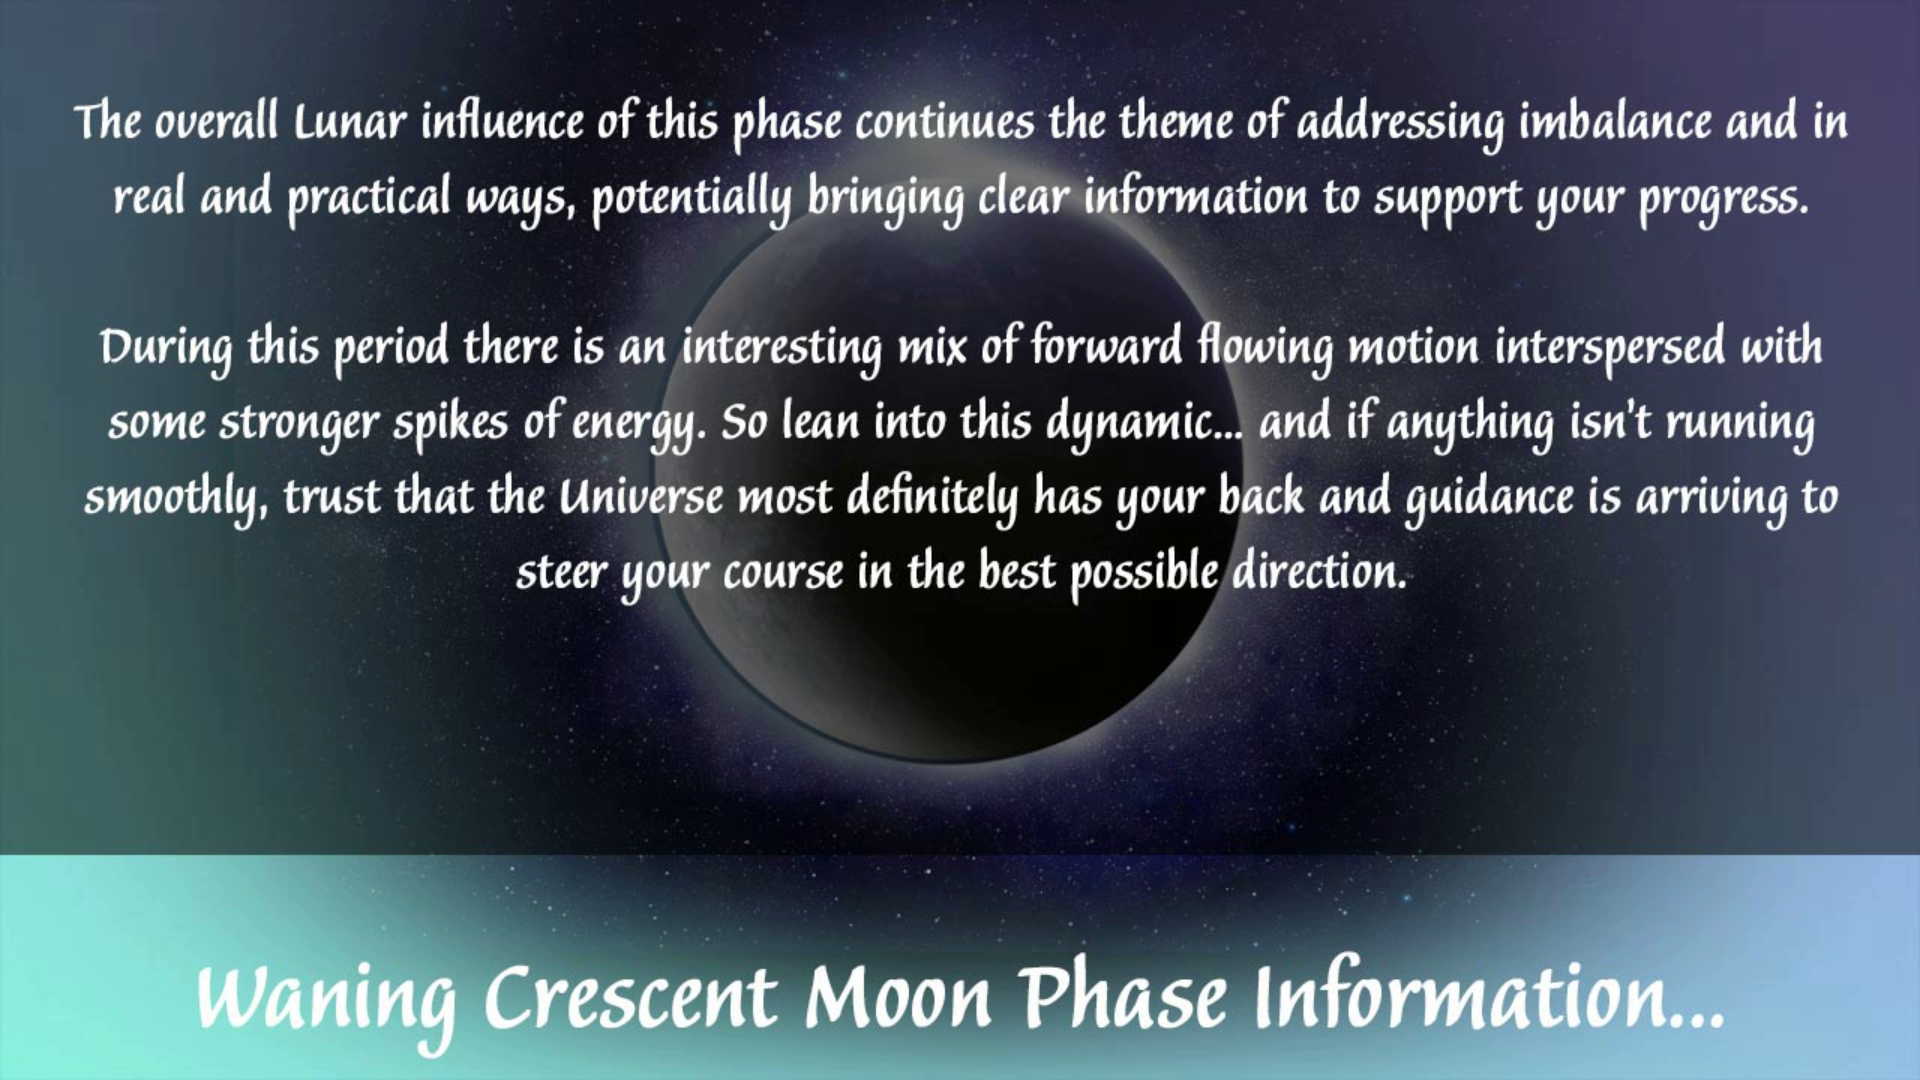 The overall Lunar influence of this phase continues the theme of addressing imbalance and in
real and practical ways, potentially bringing clear information to support your progress.
During this period there is an interesting mix of forward flowing motion interspersed with
some stronger spikes of energy. So lean into this dynamic... and if anything isn't running
smoothly, trust that the Universe most definitely has your back and guidance is arriving to
steer your course in the best possible direction.
Waning Crescent Moon Phase Information...